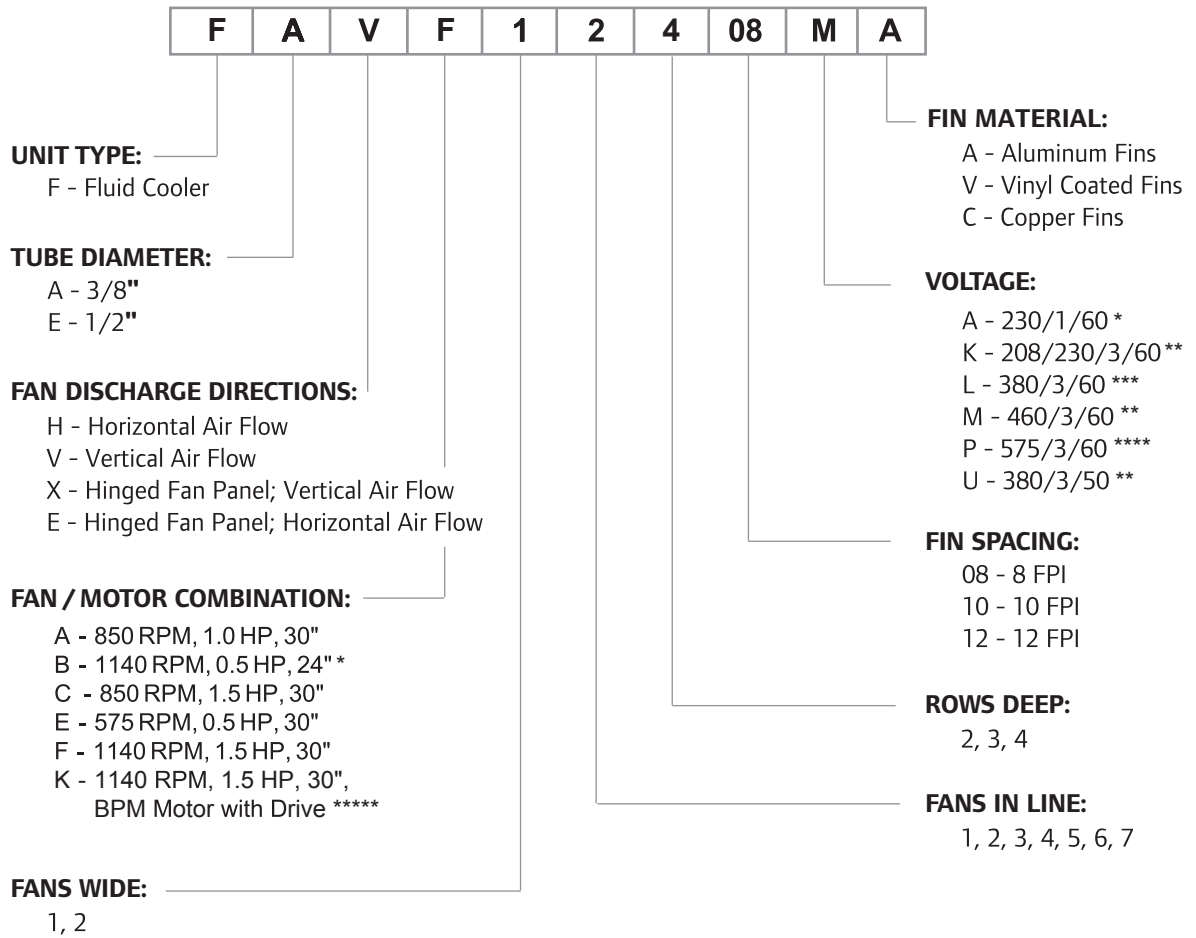 F A V F 1 2 4 08 M A
UNIT TYPE:
F - Fluid Cooler
TUBE DIAMETER:
A - 3/8"
E - 1/2"
FAN DISCHARGE DIRECTIONS:
H - Horizontal Air Flow
V - Vertical Air Flow
X - Hinged Fan Panel; Vertical Air Flow
E - Hinged Fan Panel; Horizontal Air Flow
FAN / MOTOR COMBINATION:
A - 850 RPM, 1.0 HP, 30"
B - 1140 RPM, 0.5 HP, 24" *
C - 850 RPM, 1.5 HP, 30"
E - 575 RPM, 0.5 HP, 30"
F - 1140 RPM, 1.5 HP, 30"
K - 1140 RPM, 1.5 HP, 30",
BPM Motor with Drive *****
FANS WIDE:
1, 2
FIN MATERIAL:
A - Aluminum Fins
V - Vinyl Coated Fins
C - Copper Fins
VOLTAGE:
A - 230/1/60 *
K - 208/230/3/60 **
L - 380/3/60 ***
M - 460/3/60 **
P - 575/3/60 ****
U - 380/3/50 **
FIN SPACING:
08 - 8 FPI
10 - 10 FPI
12 - 12 FPI
ROWS DEEP:
2, 3, 4
FANS IN LINE:
1, 2, 3, 4, 5, 6, 7